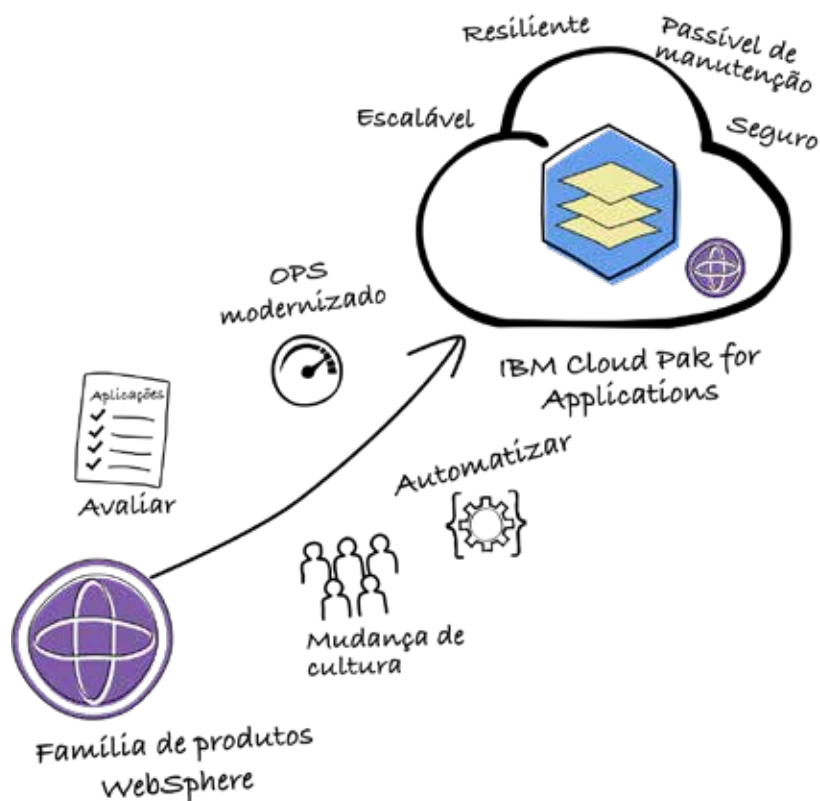 Resiliente
Passível de
manutenção
Escalável
Seguro
OPS
modernizado
IBM Cloud Pak for
Applications
Aplicações
Avaliar
Automatizar
Mudança de
cultura
Família de produtos
WebSphere